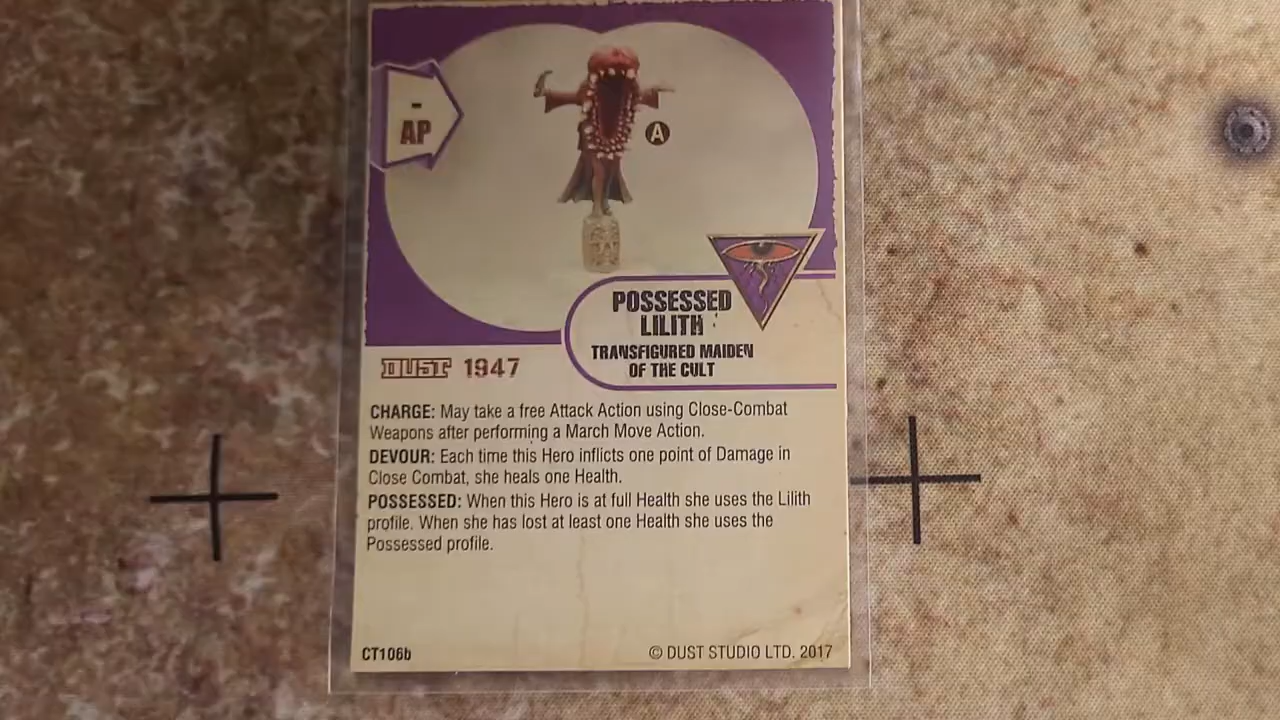 -
AP
A
POSSESSED
LILITH
TRANSFIGURED MAIDEN
OF THE CULT
DUST 1947
CHARGE: May take a free Attack Action using Close-Combat
Weapons after performing a March Move Action.
DEVOUR: Each time this Hero inflicts one point of Damage in
Close Combat, she heals one Health.
POSSESSED: When this Hero is at full Health she uses the Lilith
profile. When she has lost at least one Health she uses the
Possessed profile.
CT106b
© DUST STUDIO LTD. 2017